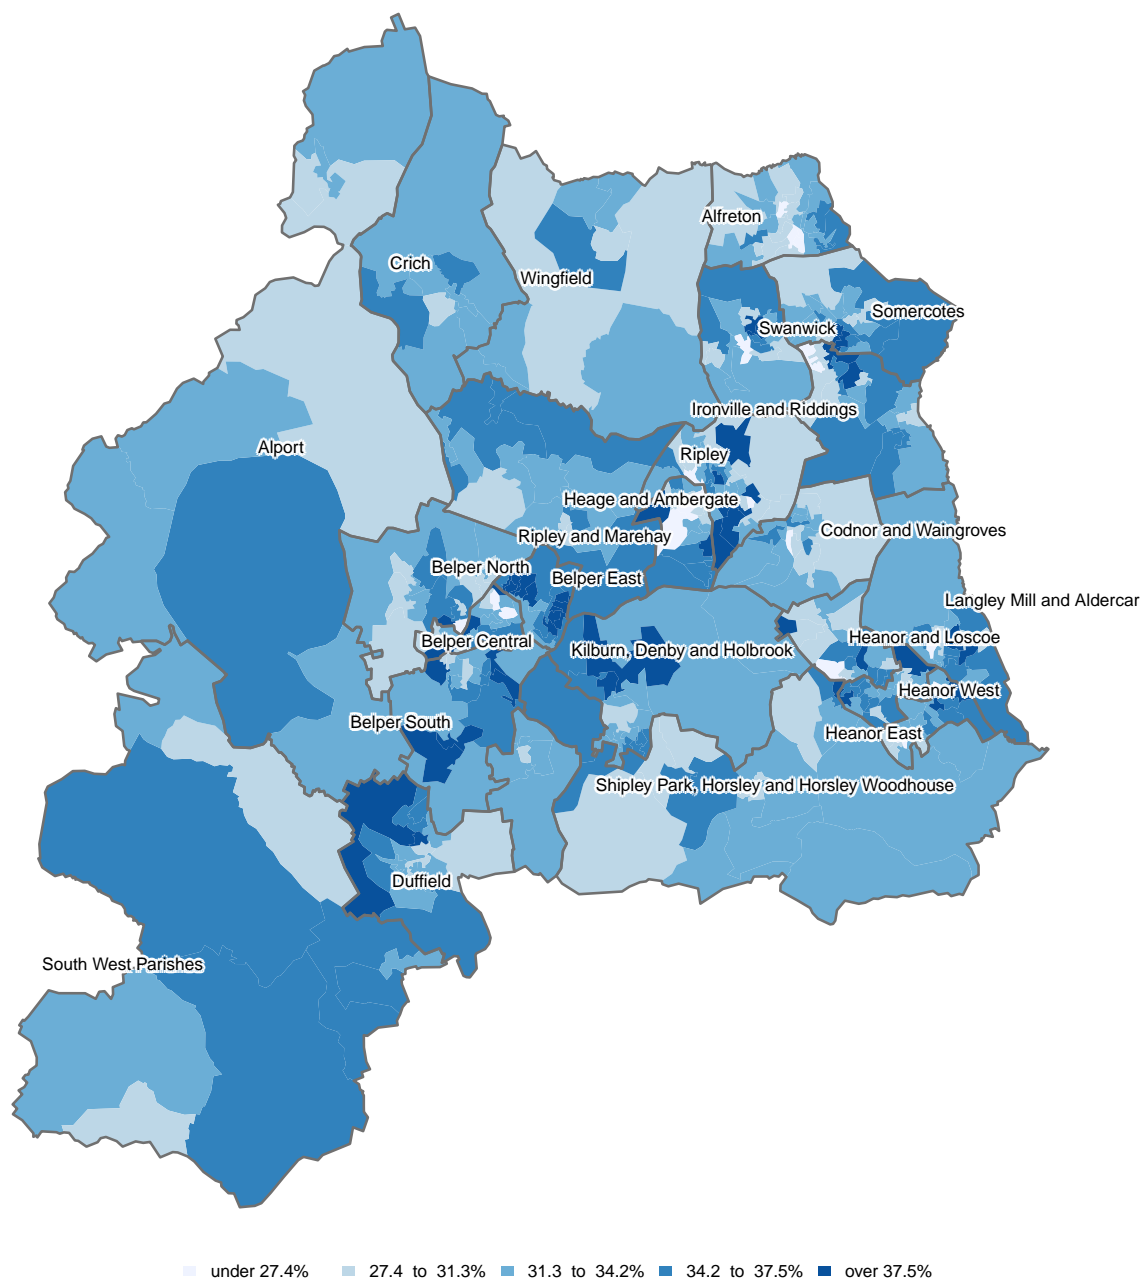 Alfreton
Crich
Wingfield
Somercotes
Swanwick
Ironville and Riddings
Alport
Ripley
Heage and Ambergate
Codnor and Waingroves
Ripley and Marehay
Belper North
Belper East
Langley Mill and Aldercar
Belper Central
Heanor and Loscoe
Kilburn, Denby and Holbrook
Heanor West
Belper South
Heanor East
Shipley Park, Horsley and Horsley Woodhouse
Duffield
South West Parishes
under 27.4% 27.4 to 31.3% 31.3 to 34.2% 34.2 to 37.5% over 37.5%